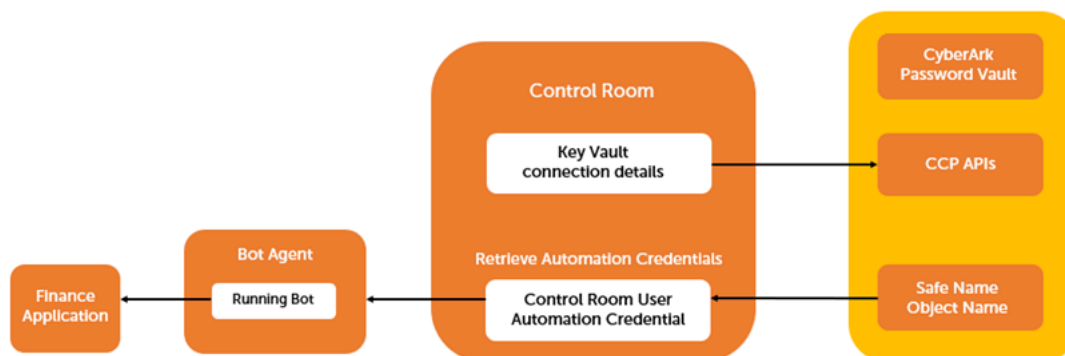 CyberArk
Password Vault
Control Room
Key Vault
connection details
CCP APIs
Bot Agent
Retrieve Automation Credentials
Finance
Application
Running Bot
Control Room User
Automation Credential
Safe Name
Object Name